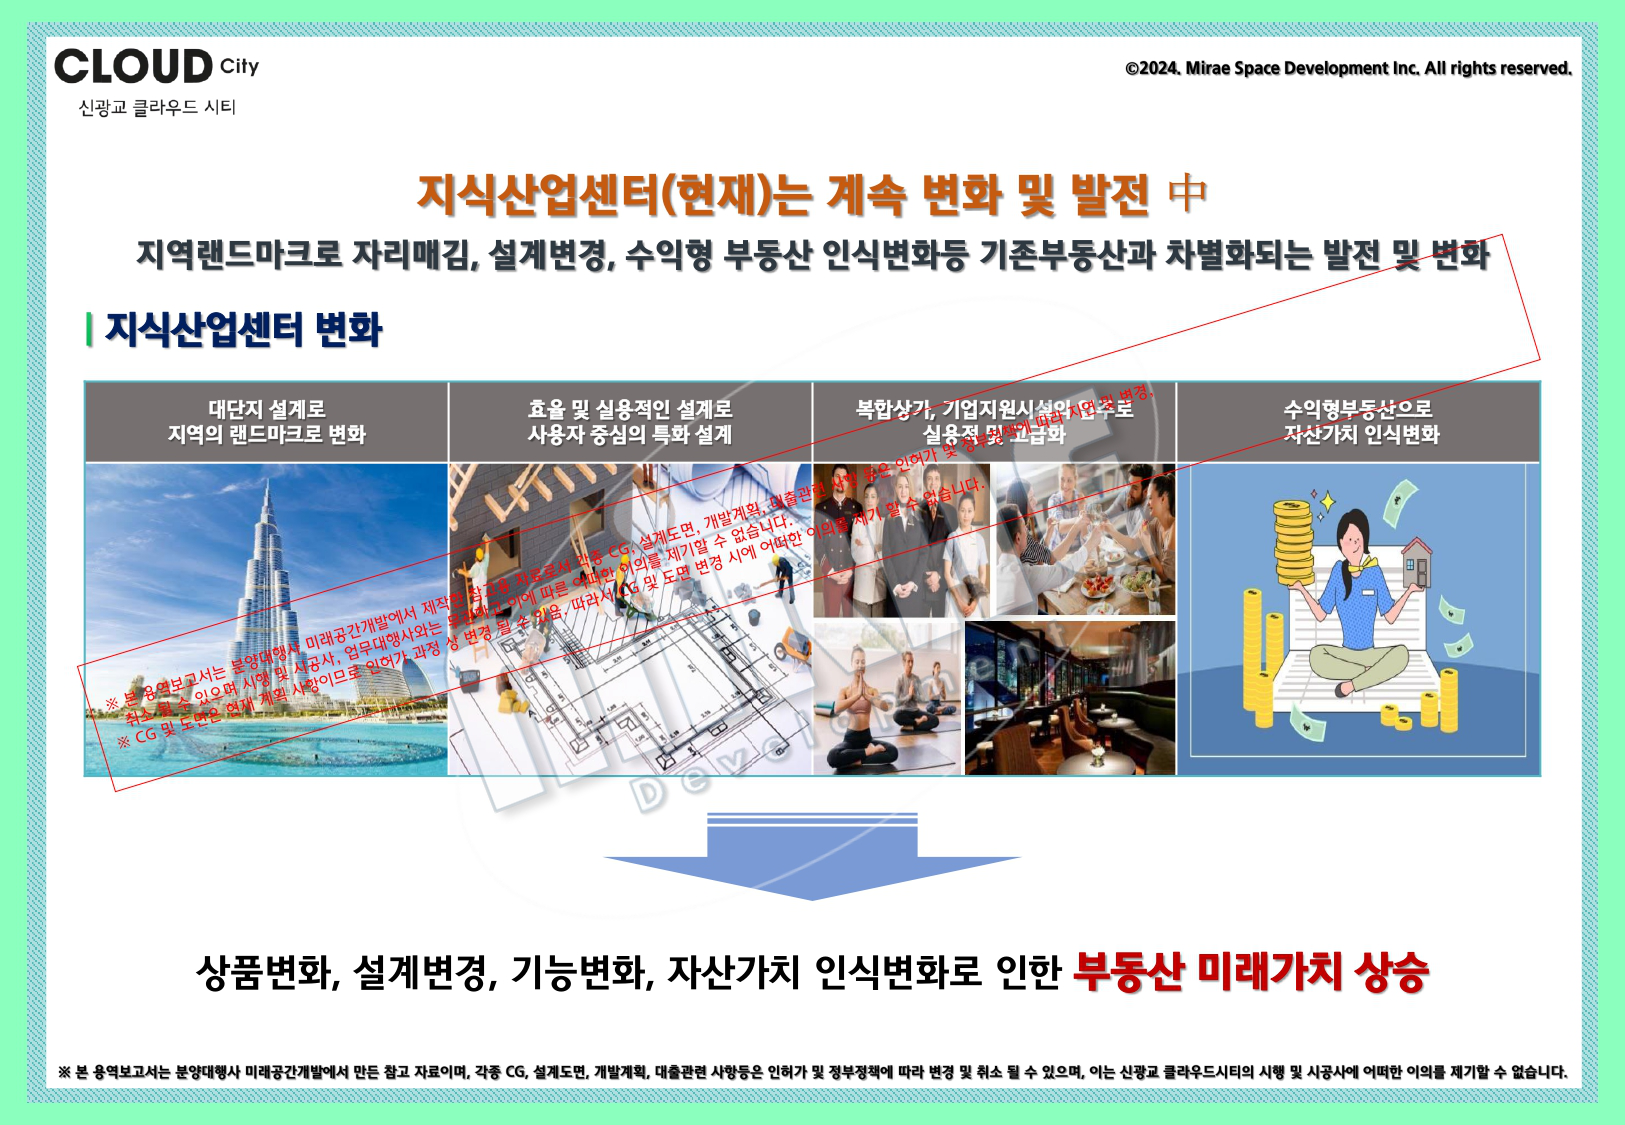 CLOUD City
신광교 클라우드 시티
©2024. Mirae Space Development Inc. All rights reserved.
지식산업센터(현재)는 계속 변화 및 발전 中
지역랜드마크로 자리매김, 설계변경, 수익형 부동산 인식변화등 기존부동산과 차별화되는 발전 및 변화
지식산업센터 변화
대단지 설계로
지역의 랜드마크로 변화
효율 및 실용적인 설계로
사용자 중심의 특화 설계
복합상가, 기업지원시설의 입주로
실용적 및 고급화
수익형부동산으로
자산가치 인식변화
※ 본 용역보고서는 분양대행사 미래공간개발에서 제작한 참고용 자료로서 각종 CG, 설계도면, 개발계획, 대출관련 사항 등은 인허가 및 정부정책에 따라 지연 및 변경,
취소 될 수 있으며 시행 및 시공사, 업무대행사와는 무관하고 이에 따른 어떠한 이의를 제기할 수 없습니다.
※ CG 및 도면은 현재 계획 사항이므로 인허가 과정 상 변경 될 수 있음, 따라서 CG 및 도면 변경 시에 어떠한 이의를 제기 할 수 없습니다.
상품변화, 설계변경, 기능변화, 자산가치 인식변화로 인한 부동산 미래가치 상승
※ 본 용역보고서는 분양대행사 미래공간개발에서 만든 참고 자료이며, 각종 CG, 설계도면, 개발계획, 대출관련 사항등은 인허가 및 정부정책에 따라 변경 및 취소 될 수 있으며, 이는 신광교 클라우드시티의 시행 및 시공사에 어떠한 이의를 제기할 수 없습니다.